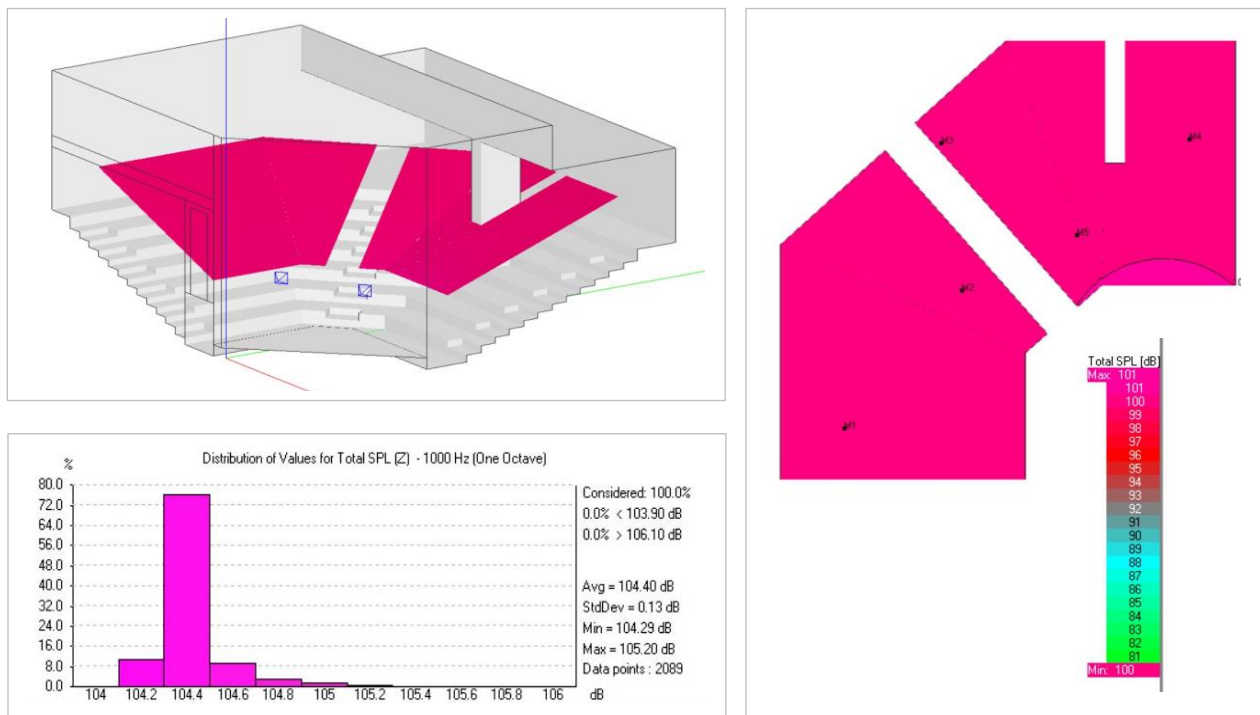 Distribution of Values for Total SPL (Z) - 1000 Hz (One Octave)
%
80.0
72.0
64.0
56.0
48.0
40.0
32.0
24.0
16.0
8.0
0.0
104 104.2 104.4 104.6 104.8 105 105.2 105.4 105.6 105.8 106 dB
Considered: 100.0%
0.0% < 103.90 dB
0.0% > 106.10 dB
Avg = 104.40 dB
StdDev = 0.13 dB
Min = 104.29 dB
Max = 105.20 dB
Data points : 2089
Total SPL [dB]
Max: 101
101
100
99
98
97
96
95
94
93
92
91
90
89
88
87
86
85
84
83
82
81
Min: 100